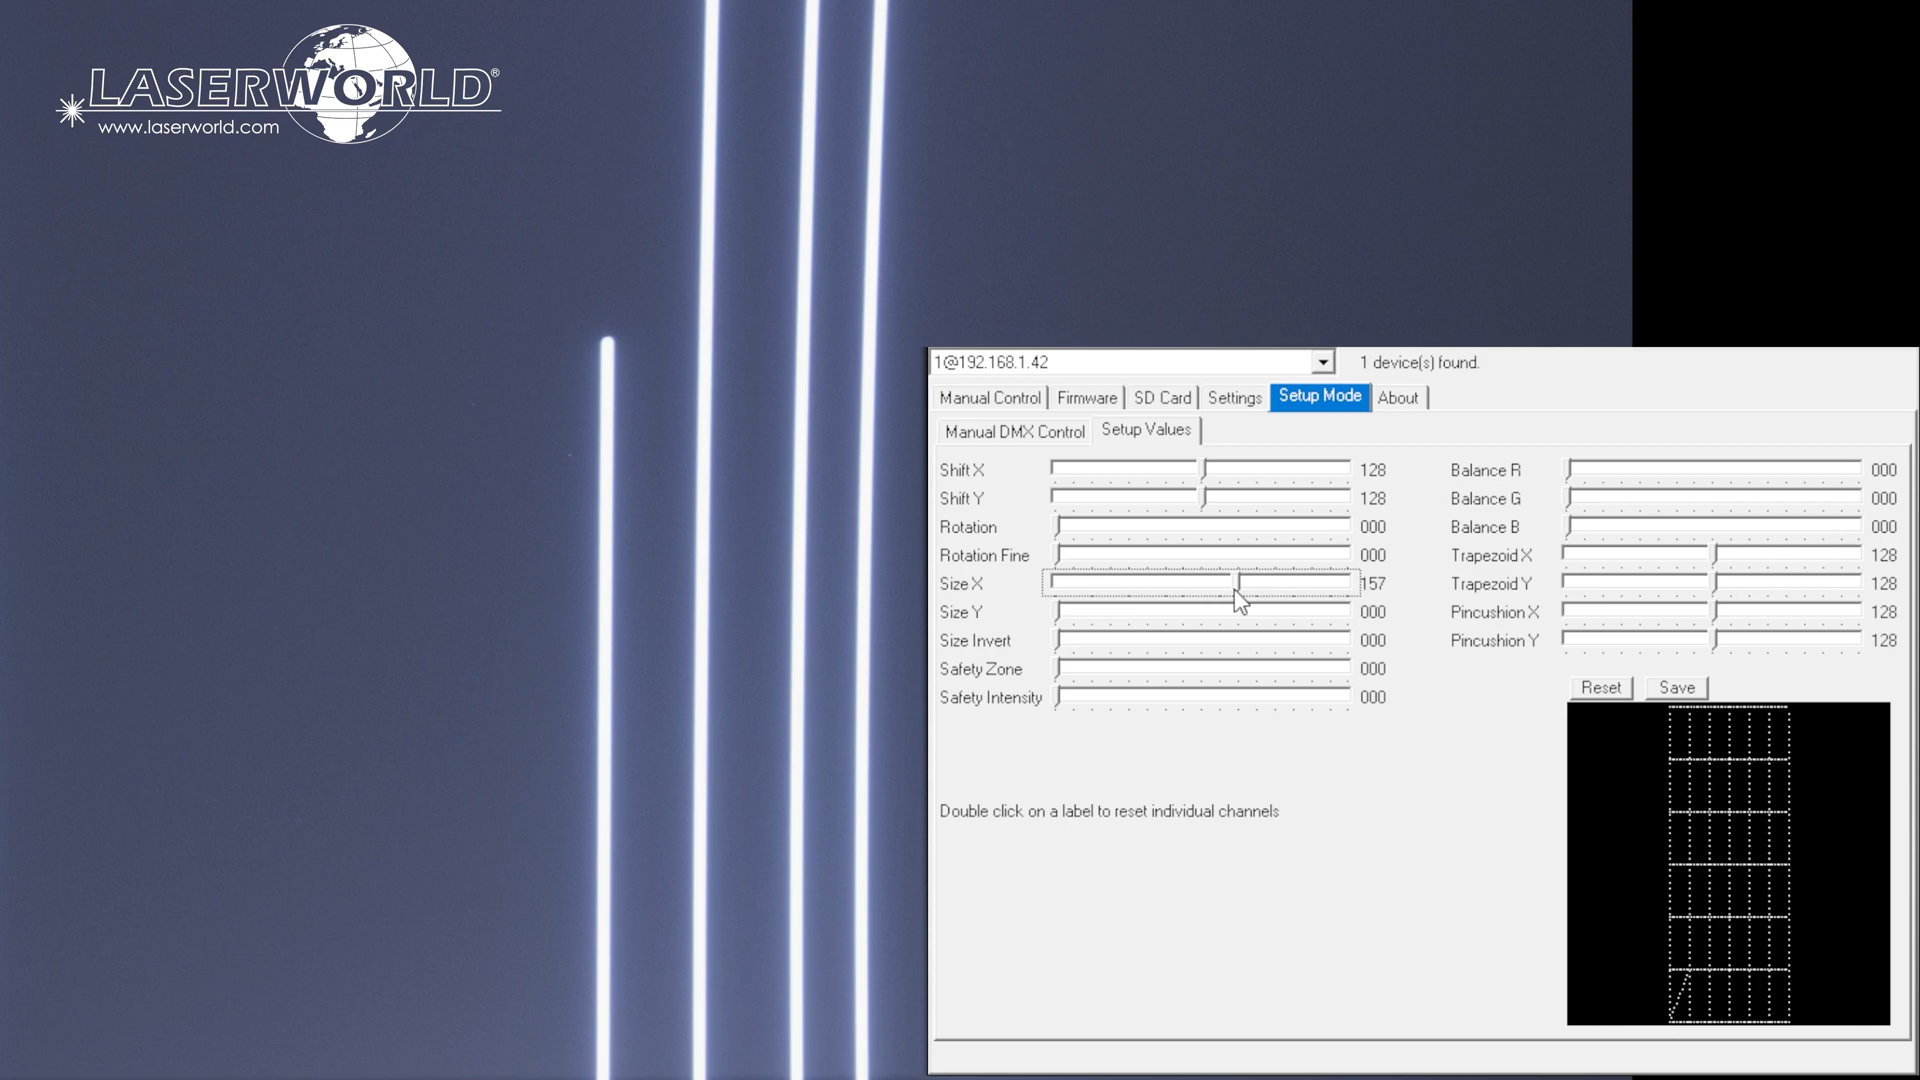 LASERWORLD®
www.laserworld.com
1@192.168.1.42
1 device(s) found.
Manual Control
Firmware
SD Card
Settings
Setup Mode
About
Manual DMX Control
Setup Values
Shift X 128
Shift Y 128
Rotation 000
Rotation Fine 000
Size X 157
Size Y 000
Size Invert 000
Safety Zone 000
Safety Intensity 000
Balance R 000
Balance G 000
Balance B 000
Trapezoid X 128
Trapezoid Y 128
Pincushion X 128
Pincushion Y 128
Reset
Save
Double click on a label to reset individual channels